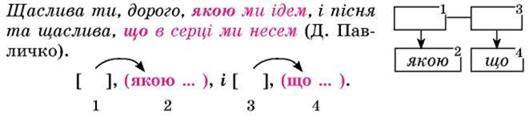 Щаслива ти, дорого, якою ми ідем, і пісня
та щаслива, що в серці ми несем (Д. Пав-
личко).
[ ], (якою ... ), і [ ], (що ... ).
1 2 3 4
1 3
якою 2 що 4